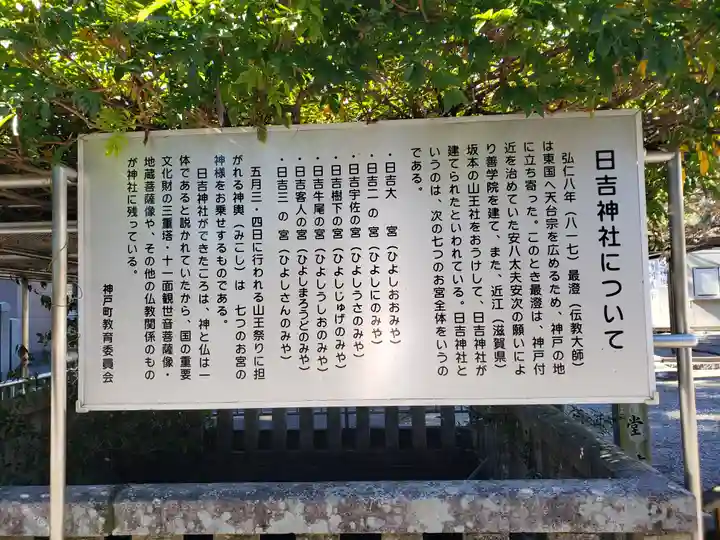 日吉神社について
弘仁八年（八一七）最澄（伝教大師）
は東国へ天台宗を広めるため、神戸の地
に立ち寄った。このとき最澄は、神戸付
近を治めていた安八太夫安次の願いによ
り善学院を建て、また、近江（滋賀県）
坂本の山王社をおうけして、日吉神社が
建てられたといわれている。日吉神社と
いうのは、次の七つのお宮全体をいうの
である。
・日吉大　宮（ひよしおおみや）
・日吉二の宮（ひよしにのみや）
・日吉宇佐の宮（ひよしうさのみや）
・日吉樹下の宮（ひよしじゅげのみや）
・日吉牛尾の宮（ひよしうしおのみや）
・日吉客人の宮（ひよしまろうどのみや）
・日吉三の宮（ひよしさんのみや）
五月三・四日に行われる山王祭りに担
がれる神輿（みこし）は　七つのお宮の
神様をお乗せするものである。
日吉神社ができたころは、神と仏は一
体であると説かれていたから、国の重要
文化財の三重塔・十一面観世音菩薩像・
地蔵菩薩像や、その他の仏教関係のもの
が神社に残っている。
神戸町教育委員会
堂